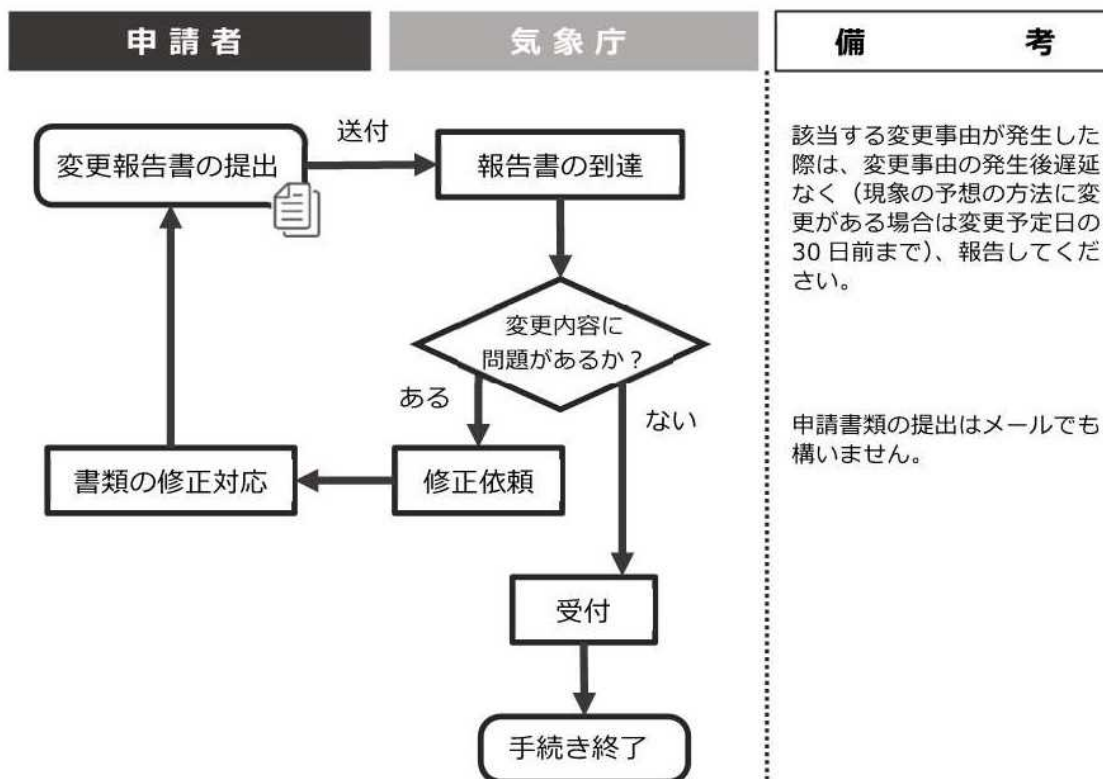 申請者
気象庁
備考
送付
変更報告書の提出
報告書の到達
変更内容に
問題があるか？
ある
ない
書類の修正対応
修正依頼
受付
手続き終了
該当する変更事由が発生した
際は、変更事由の発生後遅延
なく（現象の予想の方法に変
更がある場合は変更予定日の
30日前まで）、報告してくだ
さい。
申請書類の提出はメールでも
構いません。